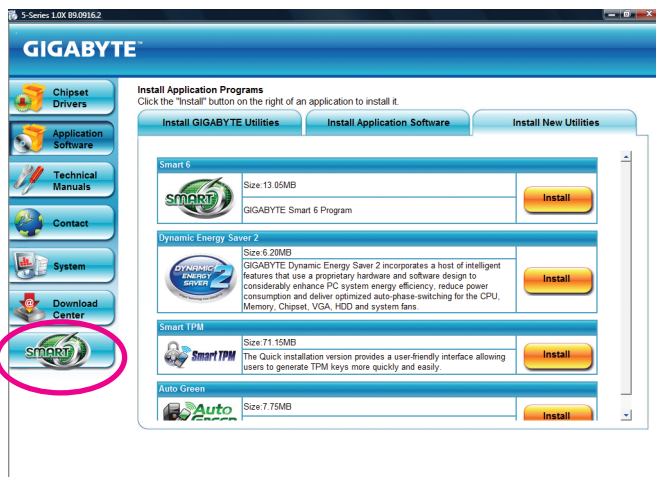 5-Series 1.0X B9.0916.2
GIGABYTE™
Chipset
Drivers
Application
Software
Technical
Manuals
Contact
System
Download
Center
SMART 6
Install Application Programs
Click the "Install" button on the right of an application to install it.
Install GIGABYTE Utilities
Install Application Software
Install New Utilities
Smart 6
SMART 6
Size:13.05MB
GIGABYTE Smart 6 Program
Install
Dynamic Energy Saver 2
DYNAMIC
ENERGY
SAVER 2
Size:6.20MB
GIGABYTE Dynamic Energy Saver 2 incorporates a host of intelligent
features that use a proprietary hardware and software design to
considerably enhance PC system energy efficiency, reduce power
consumption and deliver optimized auto-phase-switching for the CPU,
Memory, Chipset, VGA, HDD and system fans.
Install
Smart TPM
Smart TPM
Size:71.15MB
The Quick installation version provides a user-friendly interface allowing
users to generate TPM keys more quickly and easily.
Install
Auto Green
Auto
GREEN
Size:7.75MB
Install